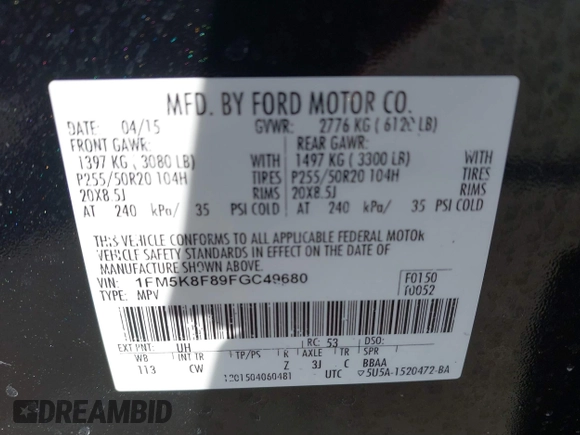 MFD. BY FORD MOTOR CO.
DATE: 04/15 GVWR: 2776 KG ( 6120 LB)
FRONT GAWR: REAR GAWR:
1397 KG ( 3080 LB) WITH 1497 KG ( 3300 LB) WITH
P255/50R20 104H TIRES P255/50R20 104H TIRES
20X8.5J RIMS 20X8.5J RIMS
AT 240 kPa/ 35 PSI COLD AT 240 kPa/ 35 PSI COLD
THIS VEHICLE CONFORMS TO ALL APPLICABLE FEDERAL MOTOR
VEHICLE SAFETY STANDARDS IN EFFECT ON THE DATE OF
MANUFACTURE SHOWN ABOVE.
VIN: 1FM5K8F89FGC49680 F0150
TYPE: MPV T0052
EXT PNT: UH RC: 53 DSO:
WB INT TR TP/PS R AXLE TR SPR
113 CW Z 3J C BBAA
1201504060481 UTC 5U5A-1520472-BA
DREAMBID